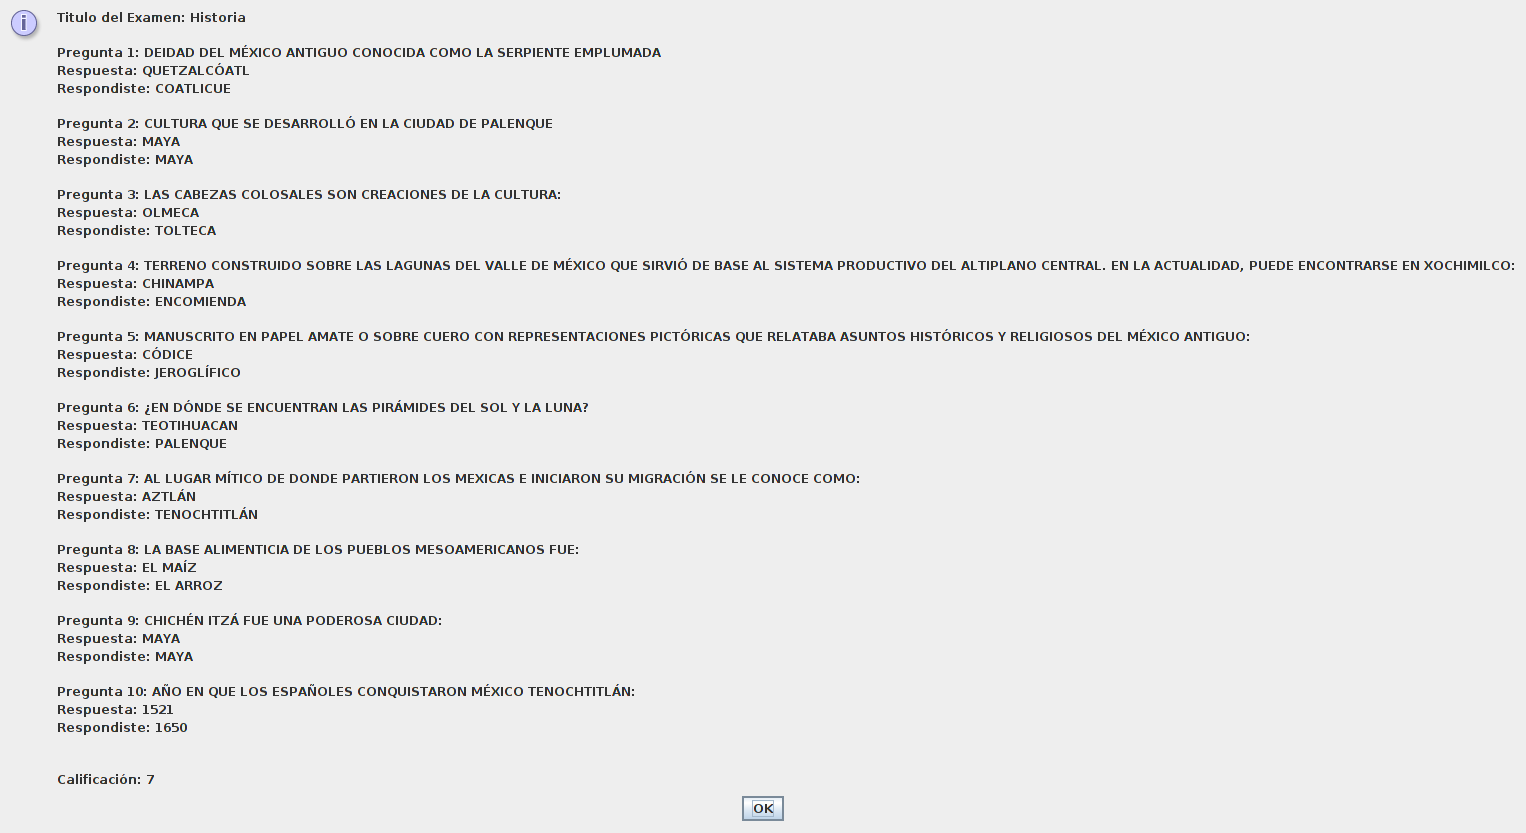 Titulo del Examen: Historia
Pregunta 1: DEIDAD DEL MÉXICO ANTIGUO CONOCIDA COMO LA SERPIENTE EMPLUMADA
Respuesta: QUETZALCÓATL
Respondiste: COATLICUE
Pregunta 2: CULTURA QUE SE DESARROLLÓ EN LA CIUDAD DE PALENQUE
Respuesta: MAYA
Respondiste: MAYA
Pregunta 3: LAS CABEZAS COLOSALES SON CREACIONES DE LA CULTURA:
Respuesta: OLMECA
Respondiste: TOLTECA
Pregunta 4: TERRENO CONSTRUIDO SOBRE LAS LAGUNAS DEL VALLE DE MÉXICO QUE SIRVIÓ DE BASE AL SISTEMA PRODUCTIVO DEL ALTIPLANO CENTRAL. EN LA ACTUALIDAD, PUEDE ENCONTRARSE EN XOCHIMILCO:
Respuesta: CHINAMPA
Respondiste: ENCOMIENDA
Pregunta 5: MANUSCRITO EN PAPEL AMATE O SOBRE CUERO CON REPRESENTACIONES PICTÓRICAS QUE RELATABA ASUNTOS HISTÓRICOS Y RELIGIOSOS DEL MÉXICO ANTIGUO:
Respuesta: CÓDICE
Respondiste: JEROGLÍFICO
Pregunta 6: ¿EN DÓNDE SE ENCUENTRAN LAS PIRÁMIDES DEL SOL Y LA LUNA?
Respuesta: TEOTIHUACAN
Respondiste: PALENQUE
Pregunta 7: AL LUGAR MÍTICO DE DONDE PARTIERON LOS MEXICAS E INICIARON SU MIGRACIÓN SE LE CONOCE COMO:
Respuesta: AZTLÁN
Respondiste: TENOCHTITLÁN
Pregunta 8: LA BASE ALIMENTICIA DE LOS PUEBLOS MESOAMERICANOS FUE:
Respuesta: EL MAÍZ
Respondiste: EL ARROZ
Pregunta 9: CHICHÉN ITZÁ FUE UNA PODEROSA CIUDAD:
Respuesta: MAYA
Respondiste: MAYA
Pregunta 10: AÑO EN QUE LOS ESPAÑOLES CONQUISTARON MÉXICO TENOCHTITLÁN:
Respuesta: 1521
Respondiste: 1650
Calificación: 7
OK